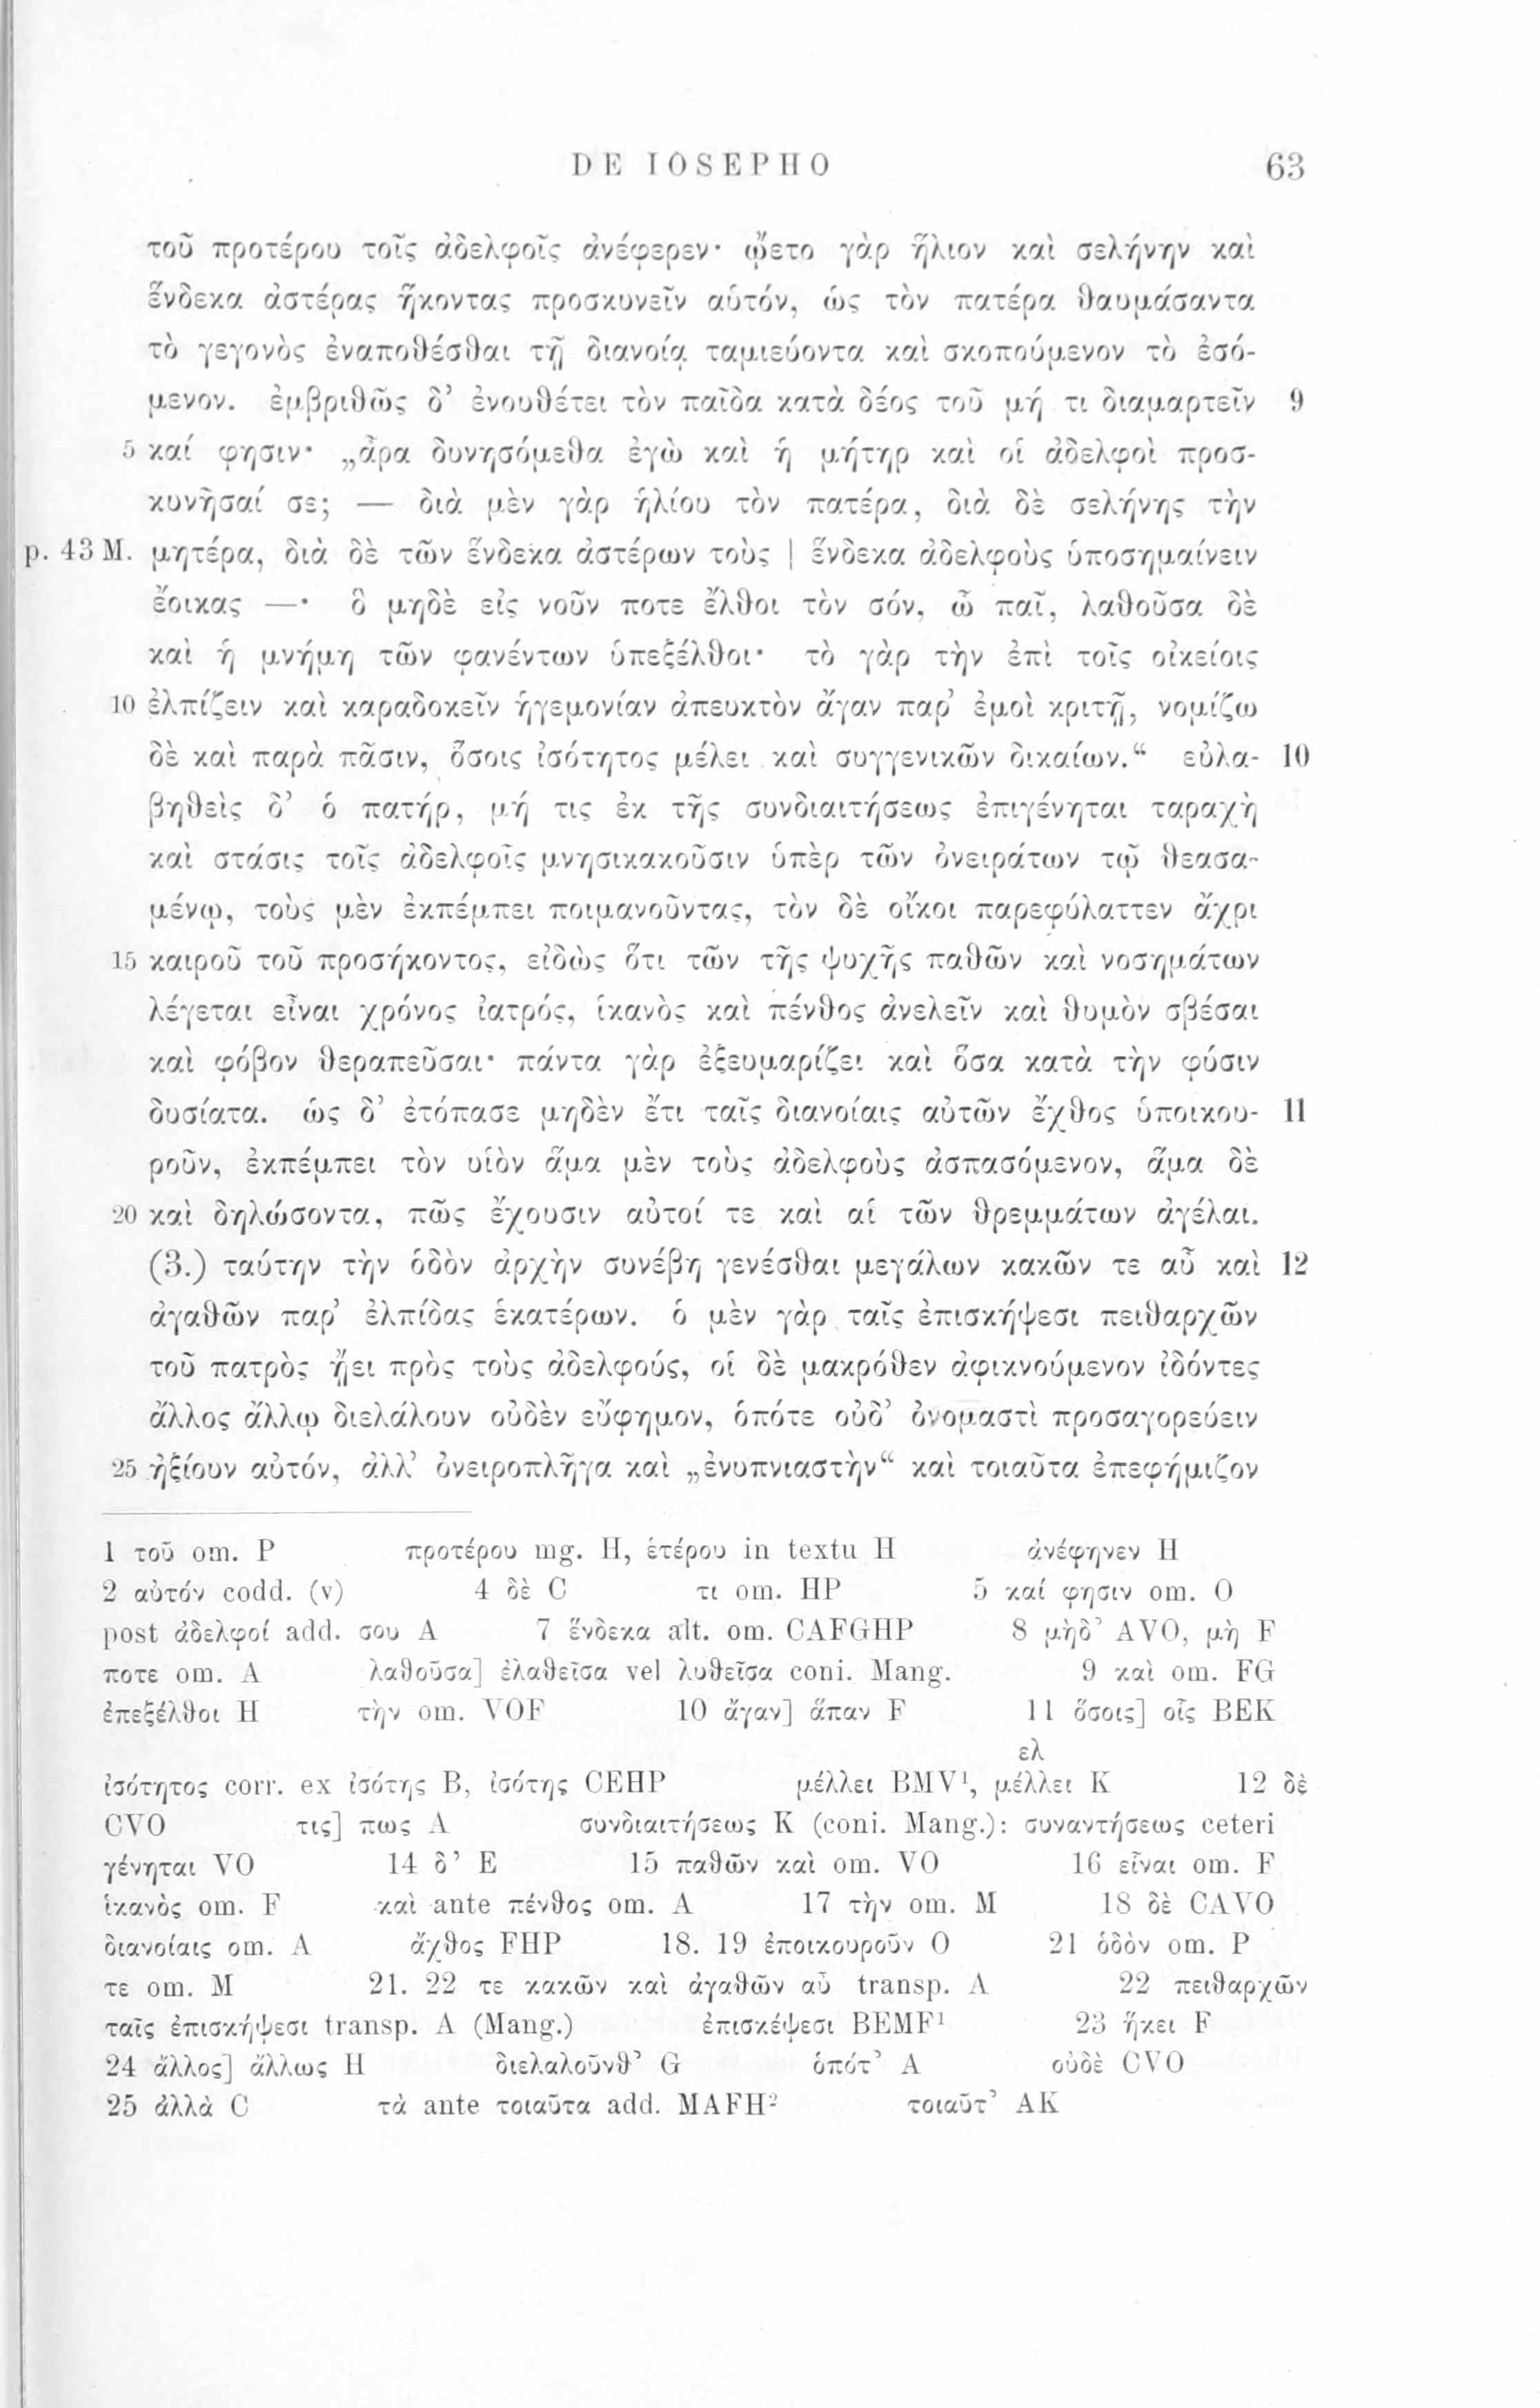 DE IOSEPHO 63
τοῦ προτέρου τοῖς ἀδελφοῖς ἀνέφερεν· ᾤετο γὰρ ἥλιον καὶ σελήνην καὶ
ἕνδεκα ἀστέρας ἥκοντας προσκυνεῖν αὑτόν, ὡς τὸν πατέρα θαυμάσαντα
τὸ γεγονὸς ἐναποθέσθαι τῇ διανοίᾳ ταμιεύοντα καὶ σκοπούμενον τὸ ἐσό-
μενον. ἐμβριθῶς δ’ ἐνουθέτει τὸν παῖδα κατὰ δέος τοῦ μή τι διαμαρτεῖν 9
5 καί φησιν· „ἆρα δυνησόμεθα ἐγὼ καὶ ἡ μήτηρ καὶ οἱ ἀδελφοὶ προσ-
κυνῆσαί σε; — διὰ μὲν γὰρ ἡλίου τὸν πατέρα, διὰ δὲ σελήνης τὴν
p. 43 M. μητέρα, διὰ δὲ τῶν ἕνδεκα ἀστέρων τοὺς | ἕνδεκα ἀδελφοὺς ὑποσημαίνειν
ἔοικας —· ὃ μηδὲ εἰς νοῦν ποτε ἔλθοι τὸν σόν, ὦ παῖ, λαθοῦσα δὲ
καὶ ἡ μνήμη τῶν φανέντων ὑπεξέλθοι· τὸ γὰρ τὴν ἐπὶ τοῖς οἰκείοις
10 ἐλπίζειν καὶ καραδοκεῖν ἡγεμονίαν ἀπευκτὸν ἄγαν παρ’ ἐμοὶ κριτῇ, νομίζω
δὲ καὶ παρὰ πᾶσιν, ὅσοις ἰσότητος μέλει καὶ συγγενικῶν δικαίων.“ εὐλα- 10
βηθεὶς δ’ ὁ πατήρ, μή τις ἐκ τῆς συνδιαιτήσεως ἐπιγένηται ταραχὴ
καὶ στάσις τοῖς ἀδελφοῖς μνησικακοῦσιν ὑπὲρ τῶν ὀνειράτων τῷ θεασα-
μένῳ, τοὺς μὲν ἐκπέμπει ποιμανοῦντας, τὸν δὲ οἴκοι παρεφύλαττεν ἄχρι
15 καιροῦ τοῦ προσήκοντος, εἰδὼς ὅτι τῶν τῆς ψυχῆς παθῶν καὶ νοσημάτων
λέγεται εἶναι χρόνος ἰατρός, ἱκανὸς καὶ πένθος ἀνελεῖν καὶ θυμὸν σβέσαι
καὶ φόβον θεραπεῦσαι· πάντα γὰρ ἐξευμαρίζει καὶ ὅσα κατὰ τὴν φύσιν
δυσίατα. ὡς δ’ ἐτόπασε μηδὲν ἔτι ταῖς διανοίαις αὐτῶν ἔχθος ὑποικου- 11
ροῦν, ἐκπέμπει τὸν υἱὸν ἅμα μὲν τοὺς ἀδελφοὺς ἀσπασόμενον, ἅμα δὲ
20 καὶ δηλώσοντα, πῶς ἔχουσιν αὐτοί τε καὶ αἱ τῶν θρεμμάτων ἀγέλαι.
(3.) ταύτην τὴν ὁδὸν ἀρχὴν συνέβη γενέσθαι μεγάλων κακῶν τε αὖ καὶ 12
ἀγαθῶν παρ’ ἐλπίδας ἑκατέρων. ὁ μὲν γὰρ ταῖς ἐπισκήψεσι πειθαρχῶν
τοῦ πατρὸς ᾔει πρὸς τοὺς ἀδελφούς, οἱ δὲ μακρόθεν ἀφικνούμενον ἰδόντες
ἄλλος ἄλλῳ διελάλουν οὐδὲν εὔφημον, ὁπότε οὐδ’ ὀνομαστὶ προσαγορεύειν
25 ἠξίουν αὐτόν, ἀλλ’ ὀνειροπλῆγα καὶ „ἐνυπνιαστὴν“ καὶ τοιαῦτα ἐπεφήμιζον
1 τοῦ om. P προτέρου mg. H, ἑτέρου in textu H ἀνέφηνεν H
2 αὐτόν codd. (v) 4 δὲ C τι om. HP 5 καί φησιν om. O
post ἀδελφοί add. σου A 7 ἕνδεκα alt. om. CAFGHP 8 μὴδ’ AVO, μὴ F
ποτε om. A λαθοῦσα] ἐλαθεῖσα vel λυθεῖσα coni. Mang. 9 καὶ om. FG
ἐπεξέλθοι H τὴν om. VOF 10 ἄγαν] ἅπαν F 11 ὅσοις] οἷς BEK
ελ
ἰσότητος corr. ex ἰσότης B, ἰσότης CEHP μέλλει BMV¹, μέλλει K 12 δὲ
CVO τις] πως A συνδιαιτήσεως K (coni. Mang.): συναντήσεως ceteri
γένηται VO 14 δ’ E 15 παθῶν καὶ om. VO 16 εἶναι om. F
ἱκανὸς om. F καὶ ante πένθος om. A 17 τὴν om. M 18 δὲ CAVO
διανοίαις om. A ἄχθος FHP 18. 19 ἐποικουροῦν O 21 ὁδὸν om. P
τε om. M 21. 22 τε κακῶν καὶ ἀγαθῶν αὖ transp. A 22 πειθαρχῶν
ταῖς ἐπισκήψεσι transp. A (Mang.) ἐπισκέψεσι BEMF¹ 23 ἥκει F
24 ἄλλος] ἄλλως H διελαλοῦνθ’ G ὁπότ’ A οὐδὲ CVO
25 ἀλλὰ C τὰ ante τοιαῦτα add. MAFH² τοιαῦτ’ AK